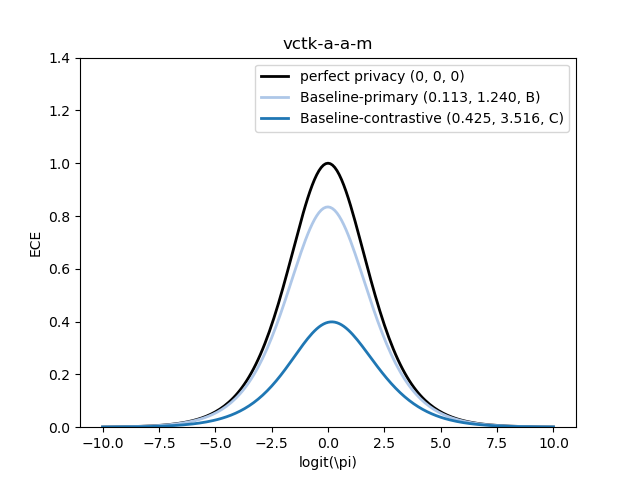 vctk-a-a-m
perfect privacy (0, 0, 0)
Baseline-primary (0.113, 1.240, B)
Baseline-contrastive (0.425, 3.516, C)
ECE
1.4
1.2
1.0
0.8
0.6
0.4
0.2
0.0
−10.0 −7.5 −5.0 −2.5 0.0 2.5 5.0 7.5 10.0
logit(\pi)